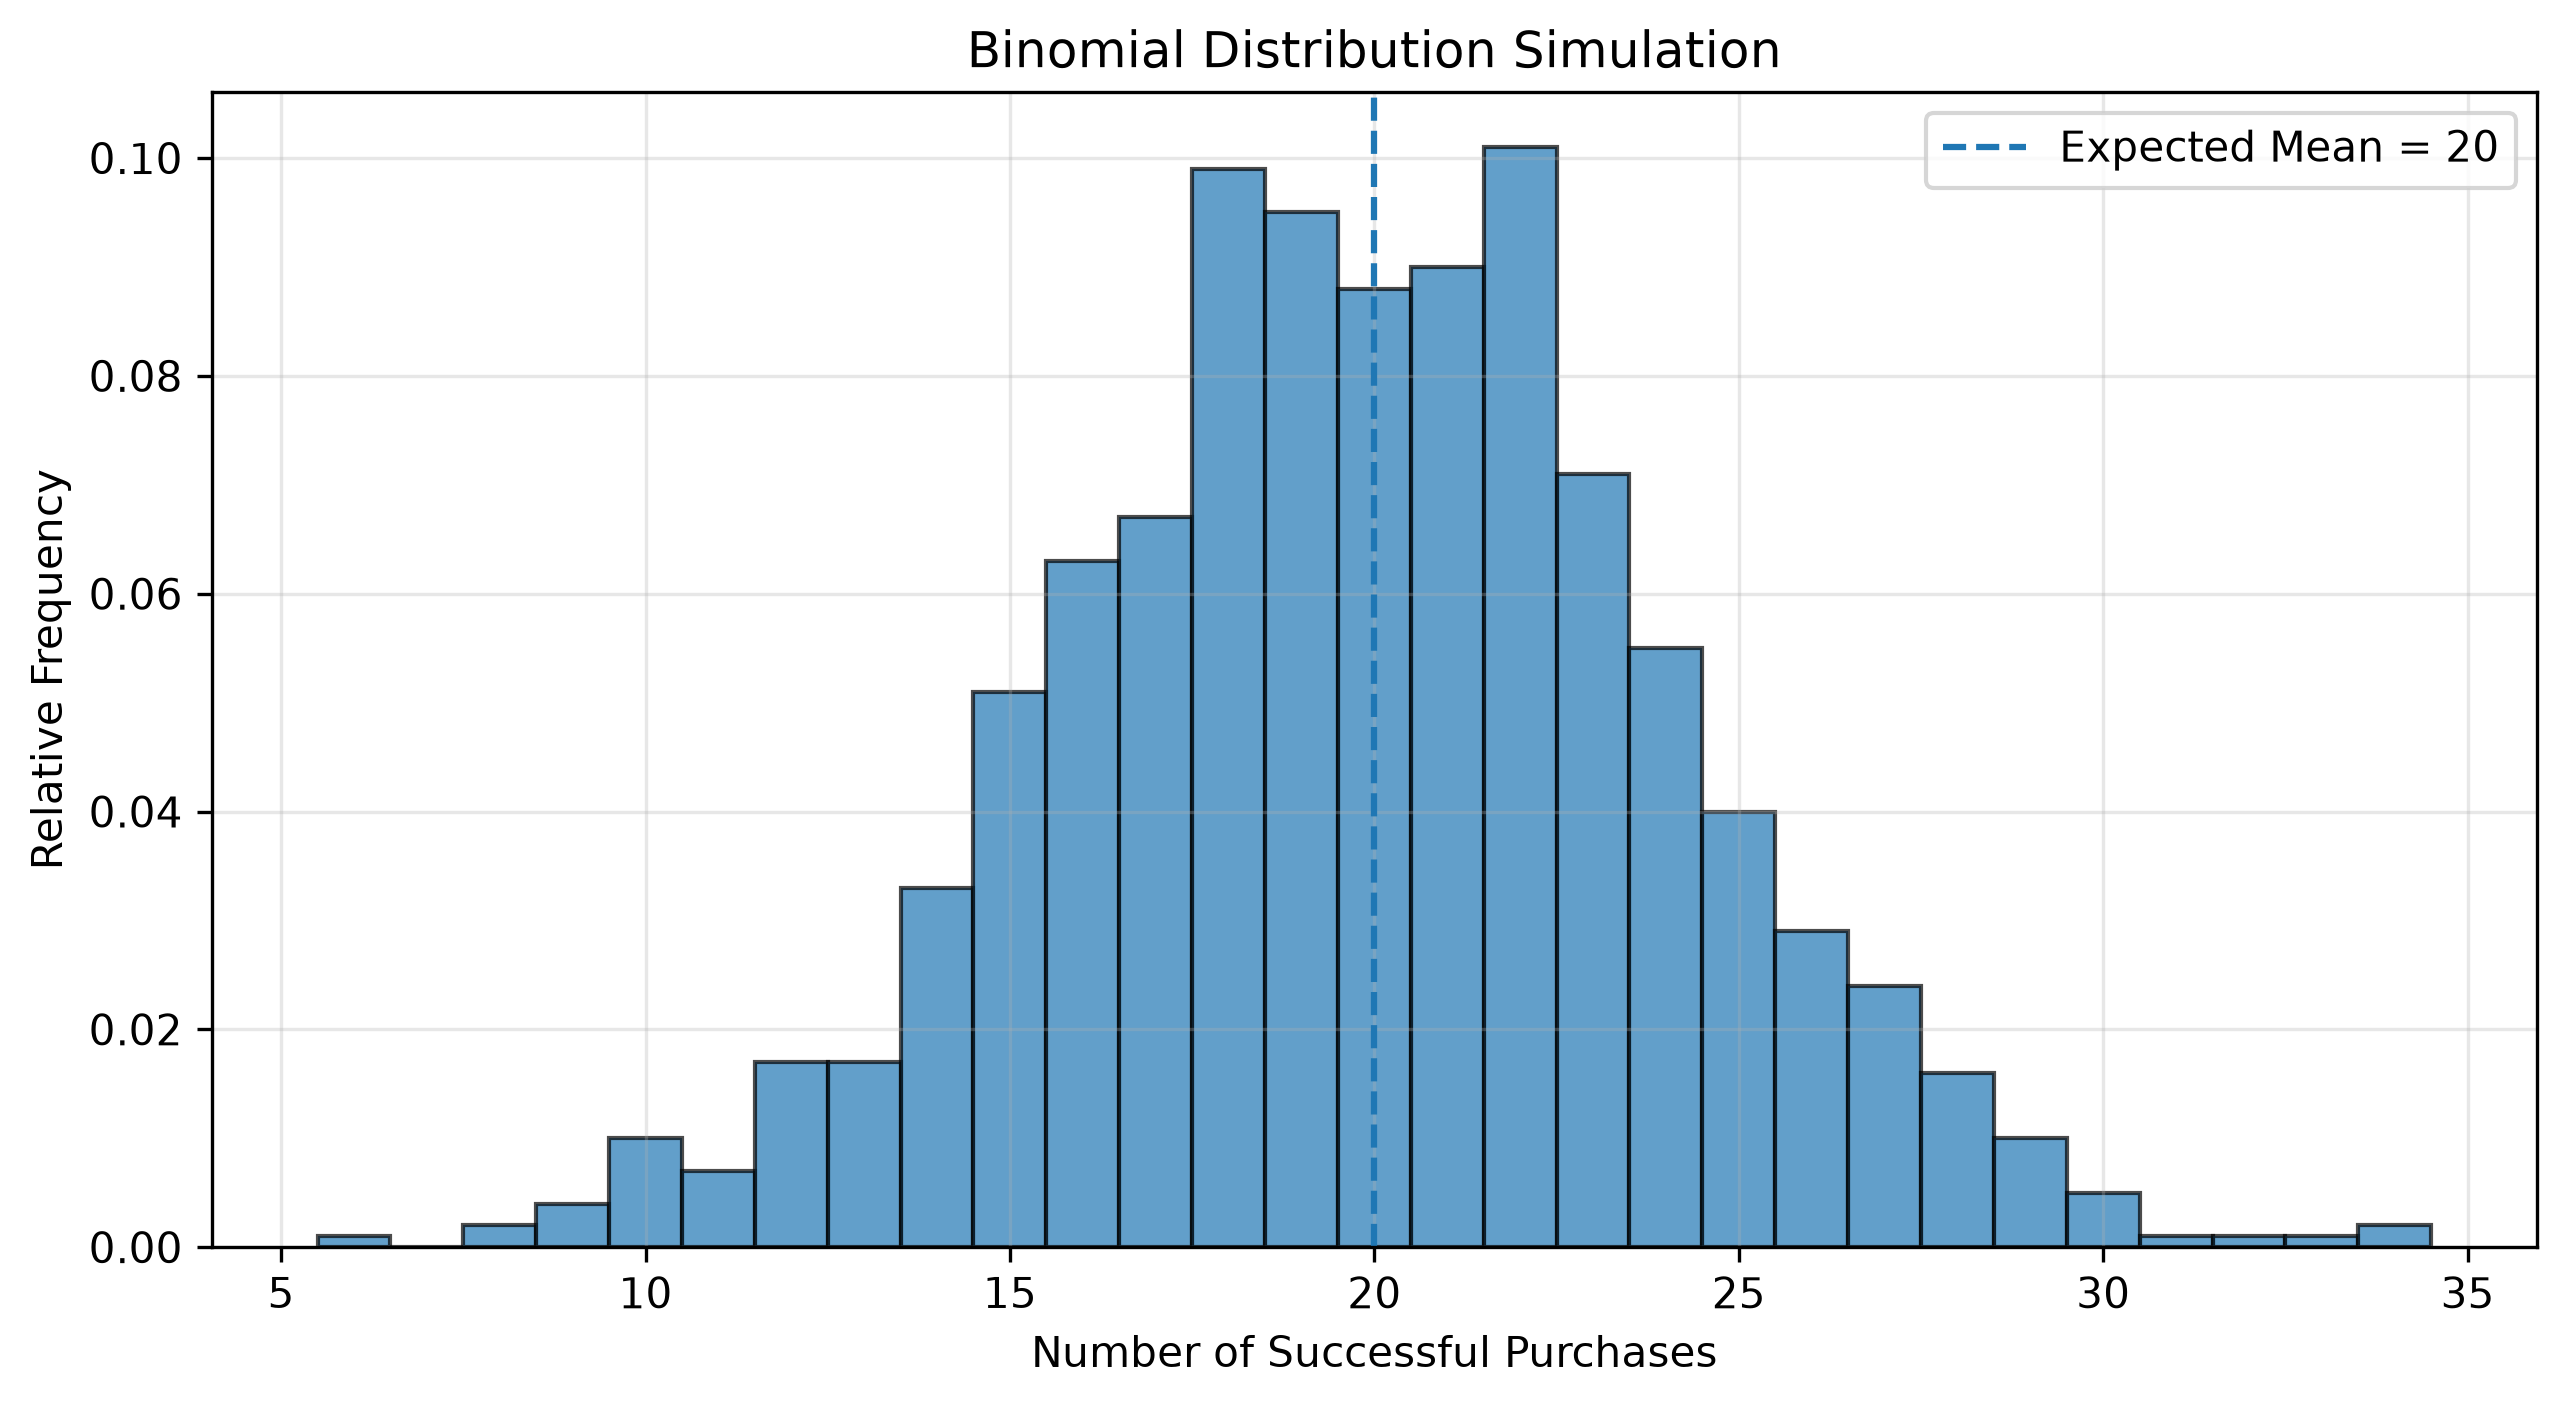 Binomial Distribution Simulation
Expected Mean = 20
Relative Frequency
0.10
0.08
0.06
0.04
0.02
0.00
5 10 15 20 25 30 35
Number of Successful Purchases